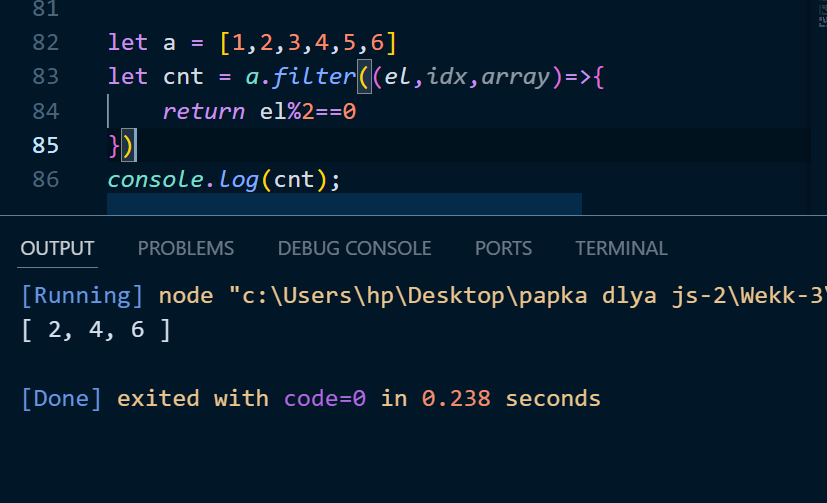 81
82 let a = [1,2,3,4,5,6]
83 let cnt = a.filter((el,idx,array)=>{
84 return el%2==0
85 })
86 console.log(cnt);
OUTPUT PROBLEMS DEBUG CONSOLE PORTS TERMINAL
[Running] node "c:\Users\hp\Desktop\papka dlya js-2\Wekk-3\
[ 2, 4, 6 ]
[Done] exited with code=0 in 0.238 seconds